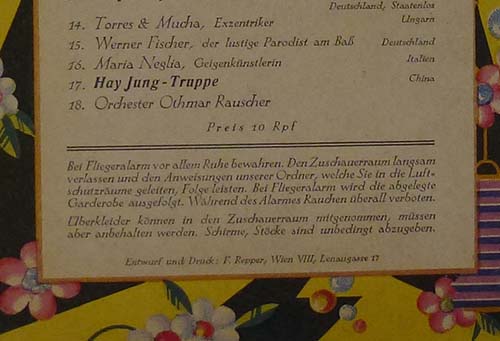 Deutschland, Staatenlos
14. Torres & Mucha, Exzentriker Ungarn
15. Werner Fischer, der lustige Parodist am Baß Deutschland
16. Maria Neglia, Geigenkünstlerin Italien
17. Hay Jung-Truppe China
18. Orchester Othmar Rauscher
Preis 10 Rpf
Bei Fliegeralarm vor allem Ruhe bewahren. Den Zuschauerraum langsam
verlassen und den Anweisungen unserer Ordner, welche Sie in die Luft-
schutzräume geleiten, Folge leisten. Bei Fliegeralarm wird die abgelegte
Garderobe ausgefolgt. Während des Alarmes Rauchen überall verboten.
Überkleider können in den Zuschauerraum mitgenommen, müssen
aber anbehalten werden. Schirme, Stöcke sind unbedingt abzugeben.
Entwurf und Druck: F. Repper, Wien VIII, Lenaugasse 17